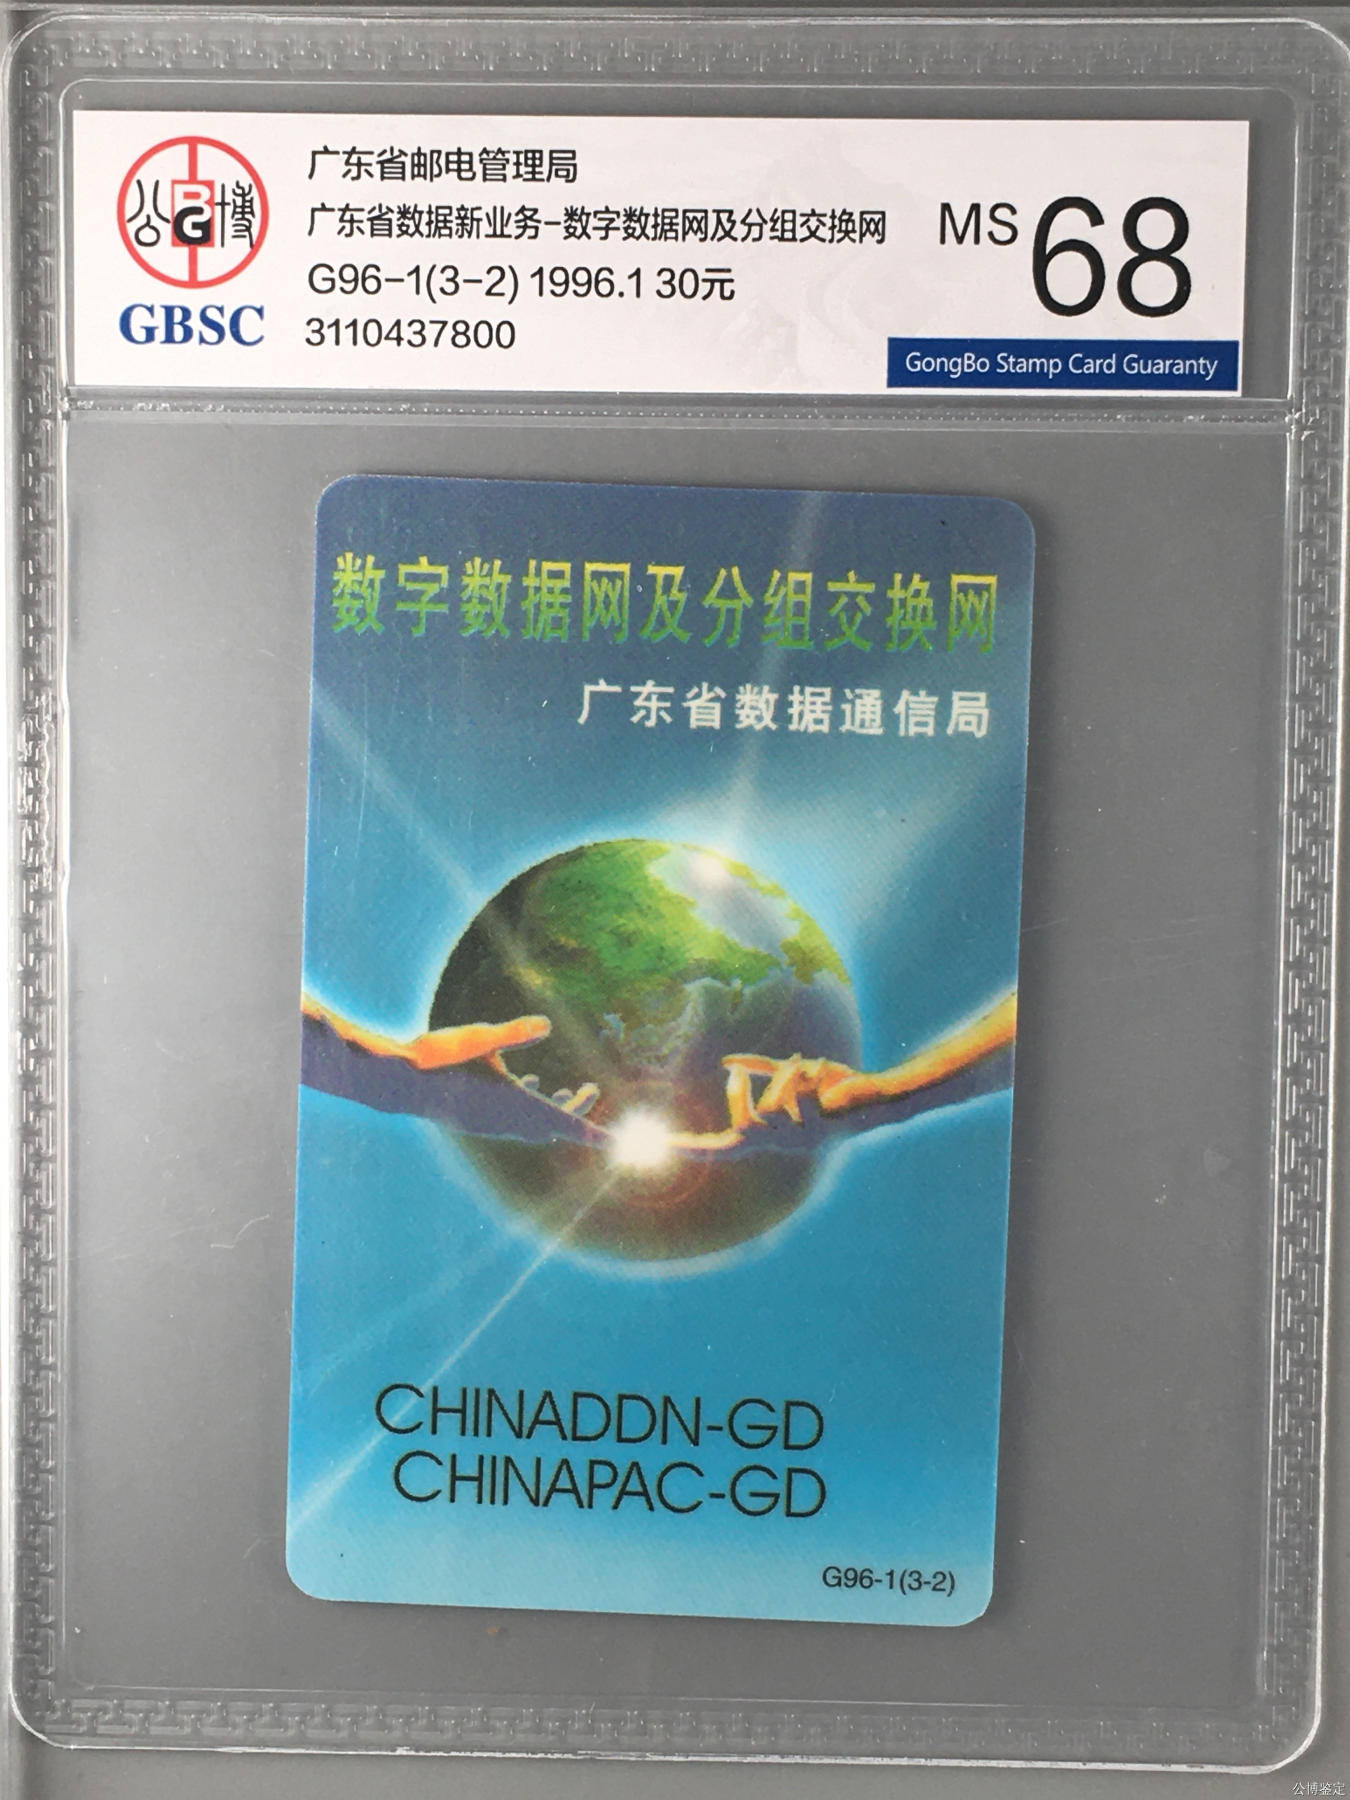 公博
BG
GBSC
广东省邮电管理局
广东省数据新业务-数字数据网及分组交换网
G96-1(3-2) 1996.1 30元
3110437800
MS 68
GongBo Stamp Card Guaranty
数字数据网及分组交换网
广东省数据通信局
CHINADDN-GD
CHINAPAC-GD
G96-1(3-2)
公博鉴定